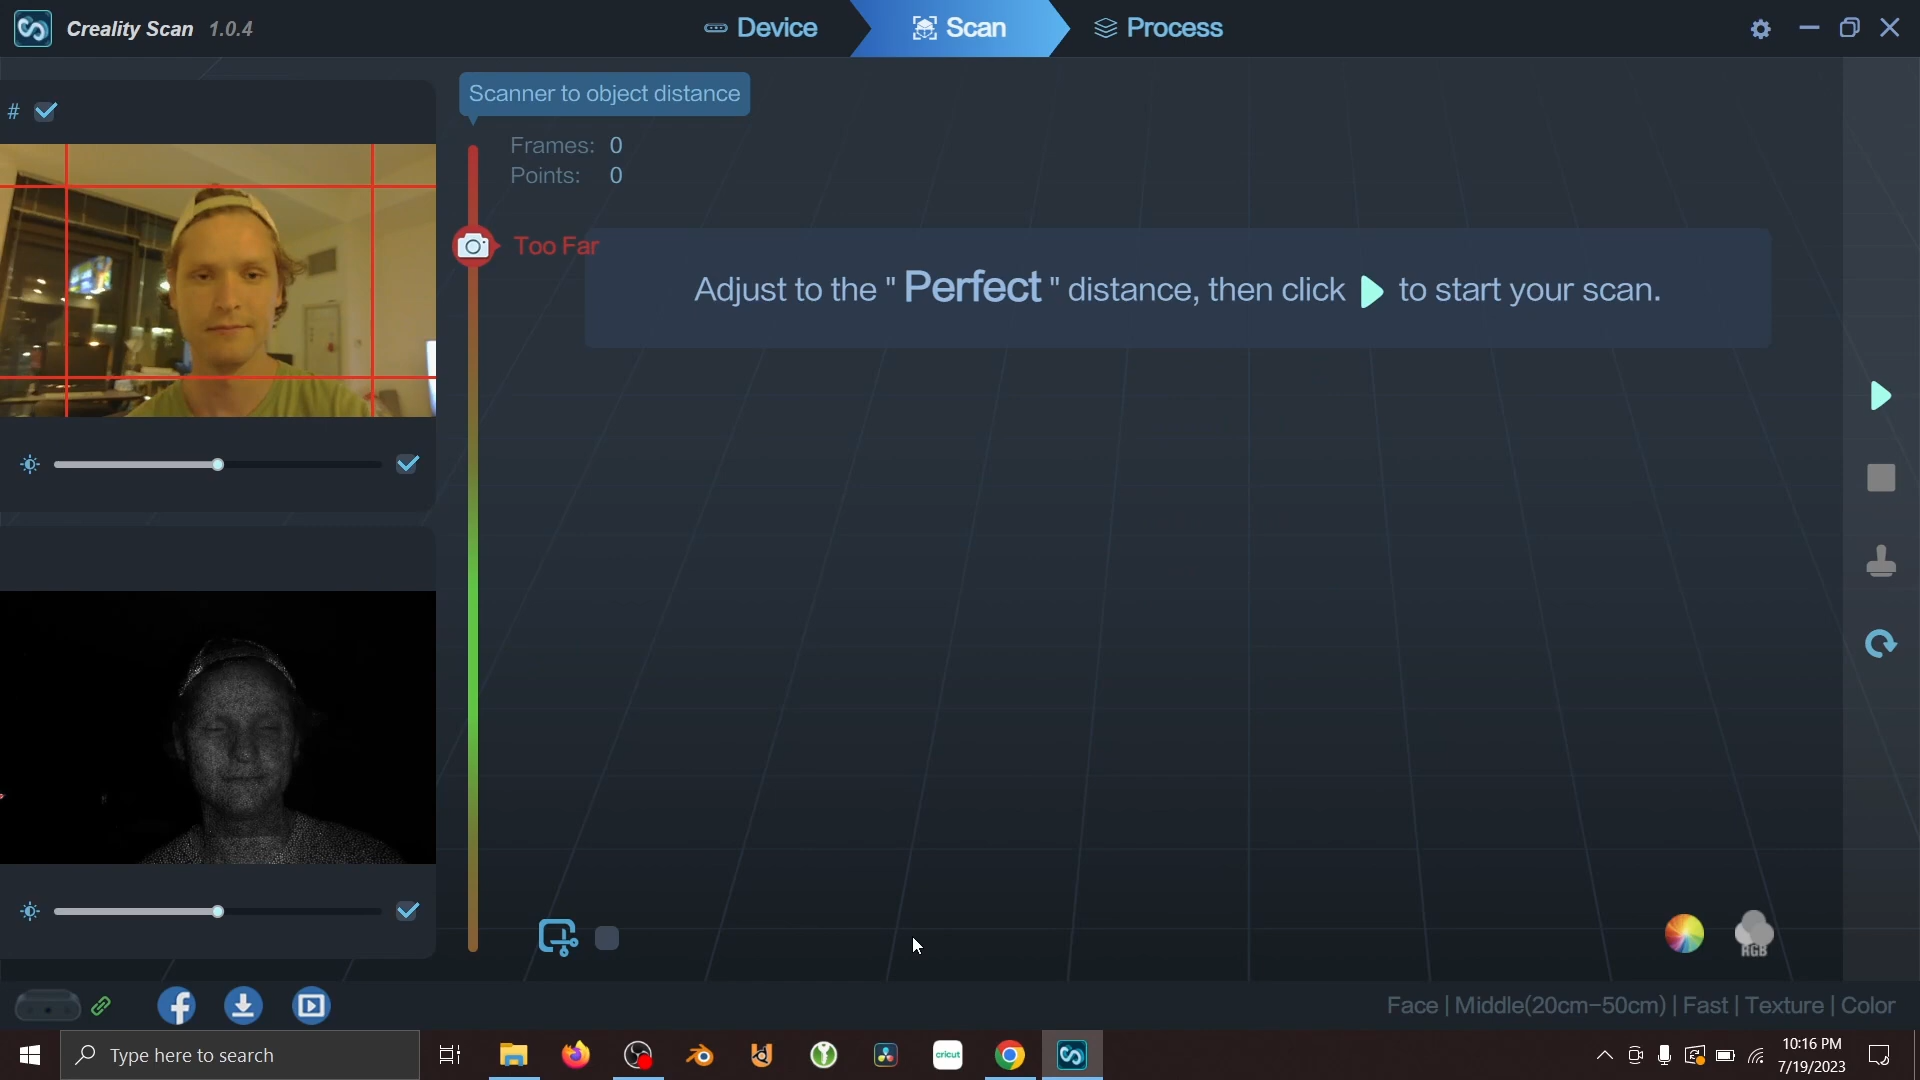 Creality Scan 1.0.4
Device
Scan
Process
#
Scanner to object distance
Frames: 0
Points: 0
Too Far
Adjust to the "Perfect" distance, then click to start your scan.
RGB
Face | Middle(20cm-50cm) | Fast | Texture | Color
Type here to search
cricut
10:16 PM
7/19/2023